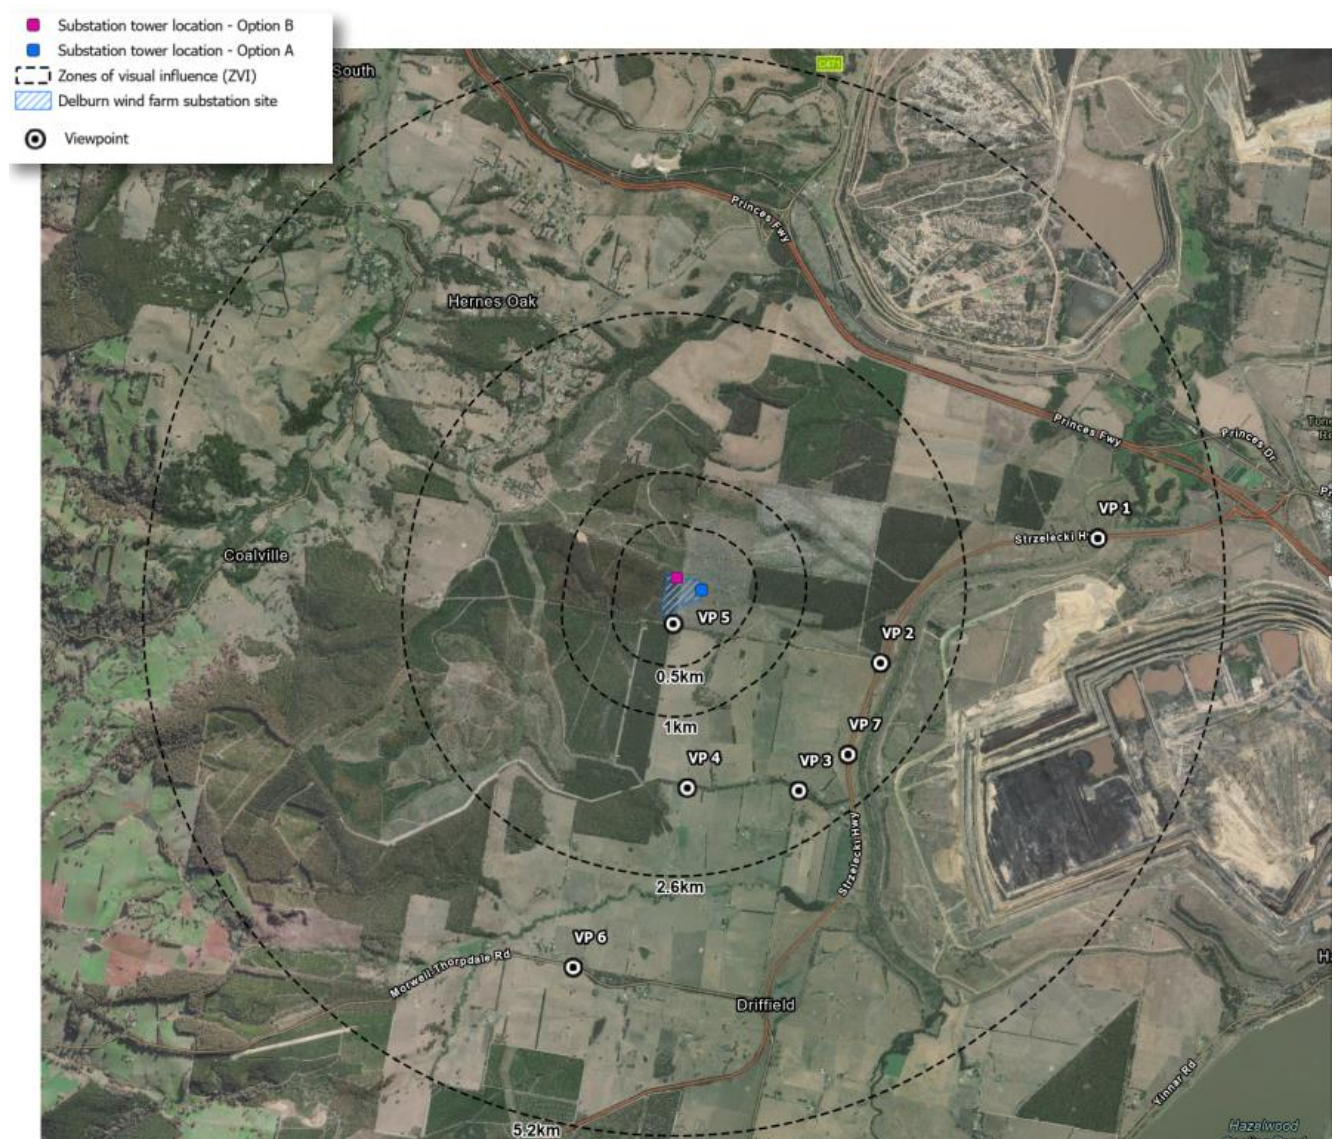 Substation tower location - Option B
Substation tower location - Option A
Zones of visual influence (ZVI)
Delburn wind farm substation site
Viewpoint
South
C471
Princes Fwy
Hernes Oak
Princes Fwy
Princes Dr
VP 1
Strzelecki H
Coalville
VP 5
VP 2
0.5km
1km
VP 7
VP 4
VP 3
Strzelecki Hwy
2.6km
VP 6
Morwell-Thorpdale Rd
Driffield
Yinnar Rd
5.2km
Hazelwood